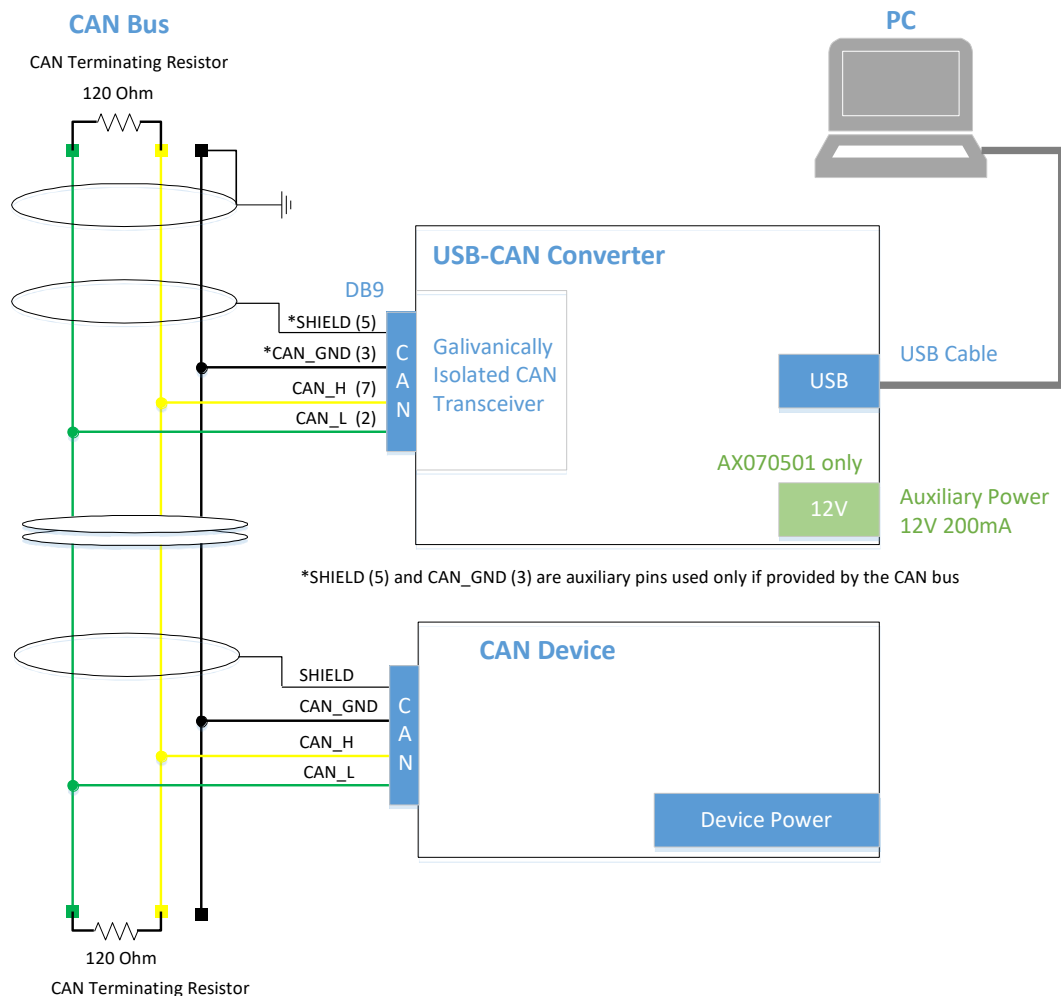 CAN Bus
CAN Terminating Resistor
120 Ohm
PC
USB-CAN Converter
DB9
*SHIELD (5)
*CAN_GND (3)
CAN_H (7)
CAN_L (2)
C
A
N
Galivanically
Isolated CAN
Transceiver
USB
USB Cable
AX070501 only
12V
Auxiliary Power
12V 200mA
*SHIELD (5) and CAN_GND (3) are auxiliary pins used only if provided by the CAN bus
CAN Device
SHIELD
CAN_GND
CAN_H
CAN_L
C
A
N
Device Power
120 Ohm
CAN Terminating Resistor